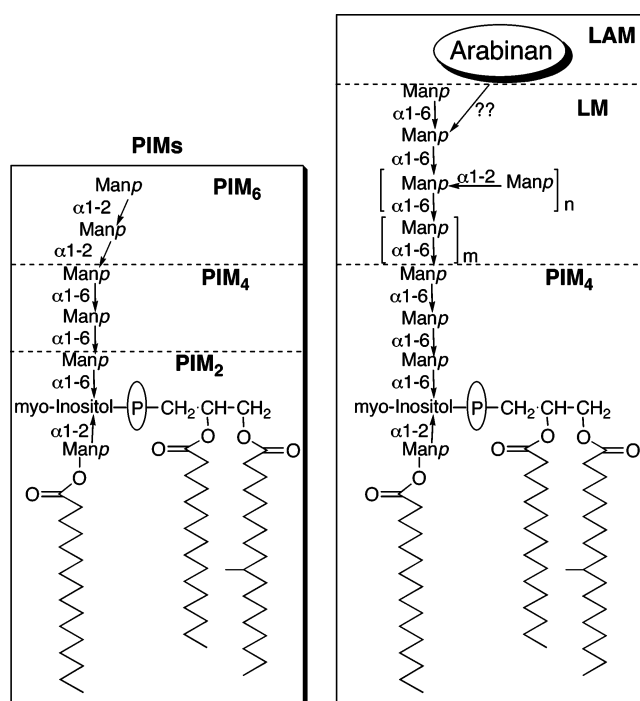 PIMs
Manp
PIM6
α1-2
Manp
α1-2
Manp
PIM4
α1-6
Manp
α1-6
Manp
PIM2
α1-6
myo-Inositol P CH2 CH CH2
α1-2
Manp
O
O
O
O
O
O
Arabinan
LAM
Manp
LM
α1-6
??
Manp
α1-6
Manp α1-2 Manp n
α1-6
Manp
α1-6 m
Manp
PIM4
α1-6
Manp
α1-6
Manp
α1-6
myo-Inositol P CH2 CH CH2
α1-2
Manp
O
O
O
O
O
O